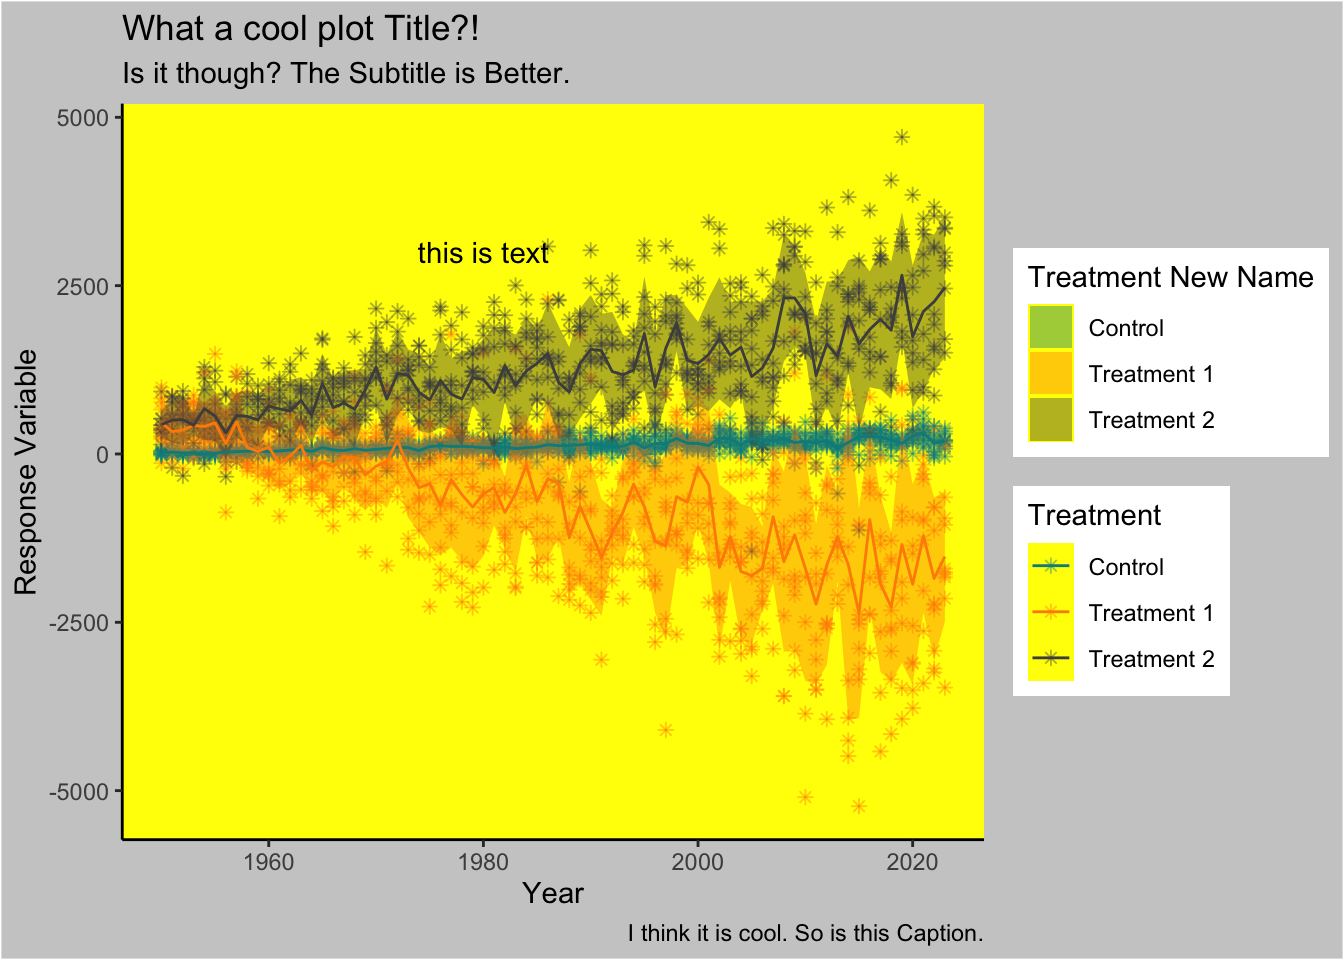 What a cool plot Title?!
Is it though? The Subtitle is Better.
5000
2500
0
-2500
-5000
Response Variable
this is text
1960 1980 2000 2020
Year
I think it is cool. So is this Caption.
Treatment New Name
Control
Treatment 1
Treatment 2
Treatment
Control
Treatment 1
Treatment 2